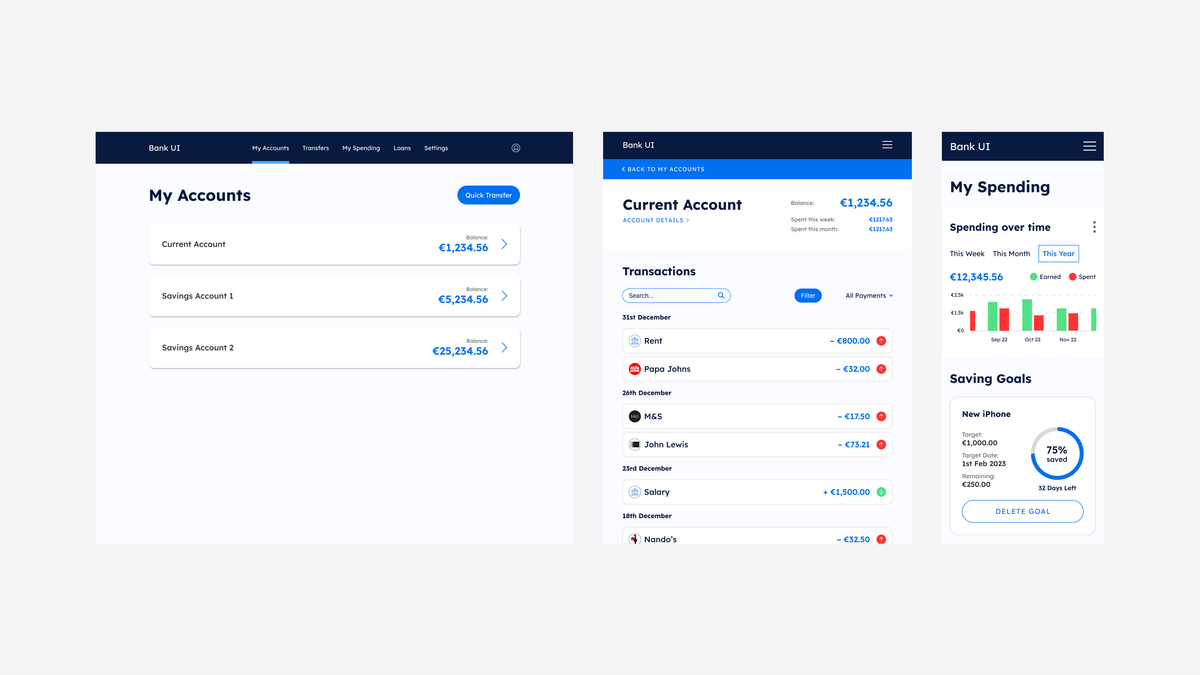 Bank UI
My Accounts Transfers My Spending Loans Settings
My Accounts
Quick Transfer
Current Account
Balance:
€1,234.56
Savings Account 1
Balance:
€5,234.56
Savings Account 2
Balance:
€25,234.56
Bank UI
BACK TO MY ACCOUNTS
Current Account
ACCOUNT DETAILS
Balance: €1,234.56
Spent this week: €1217.63
Spent this month: €1217.63
Transactions
Search...
Filter
All Payments
31st December
Rent – €800.00
Papa Johns – €32.00
26th December
M&S – €17.50
John Lewis – €73.21
23rd December
Salary + €1,500.00
18th December
Nando's – €32.50
Bank UI
My Spending
Spending over time
This Week This Month This Year
€12,345.56
Earned Spent
€2.5k
€1.5k
€0
Sep 22 Oct 22 Nov 22
Saving Goals
New iPhone
Target:
€1,000.00
Target Date:
1st Feb 2023
Remaining:
€250.00
75%
saved
32 Days Left
DELETE GOAL